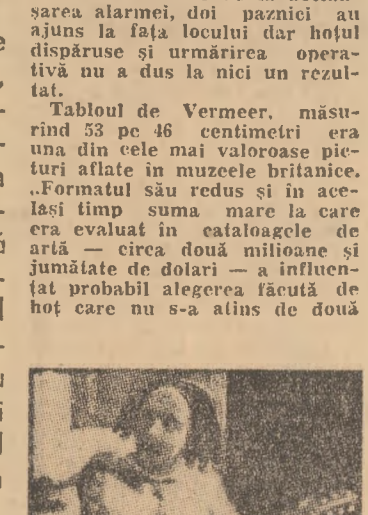 șarea alarmei, doi paznici au
ajuns la fața locului dar hoțul
dispăruse și urmărirea opera-
tivă nu a dus la nici un rezul-
tat.
Tabloul de Vermeer, măsu-
rînd 53 pe 46 centimetri era
una din cele mai valoroase pic-
turi aflate in muzeele britanice.
„Formatul său redus și în ace-
lași timp suma mare la care
era evaluat în cataloagele de
artă — circa două milioane și
jumătate de dolari — a influen-
țat probabil alegerea făcută de
hoț care nu s-a atins de două